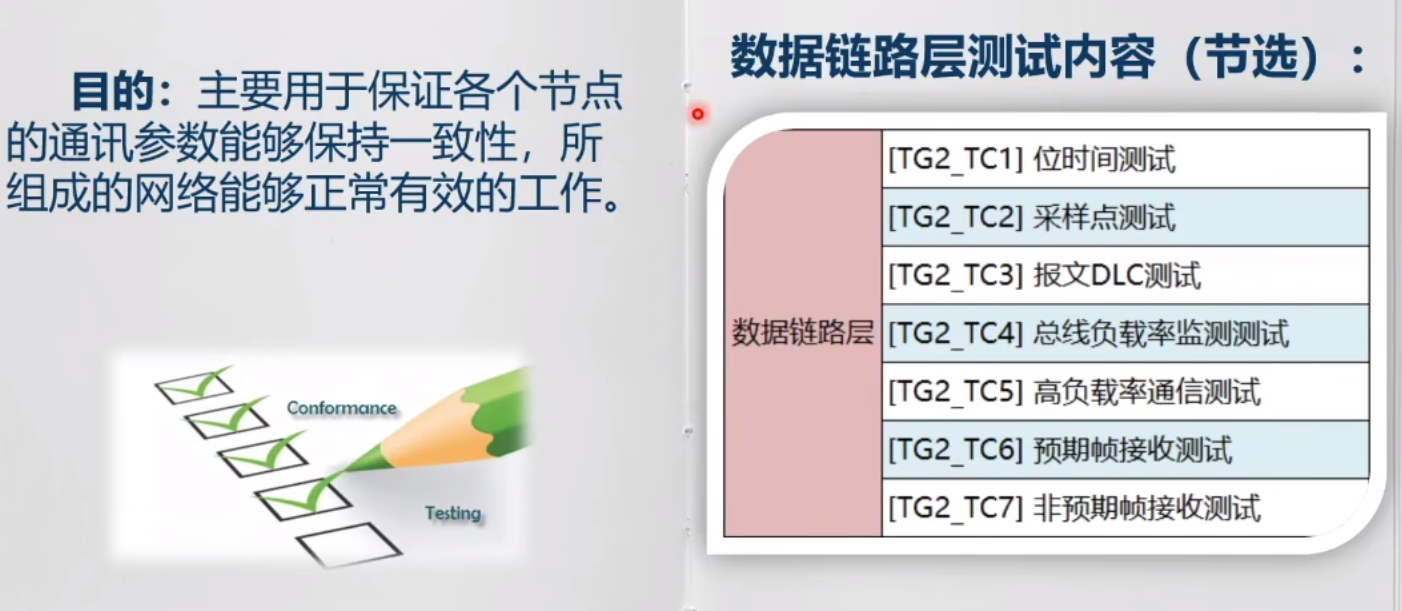 目的：主要用于保证各个节点
的通讯参数能够保持一致性，所
组成的网络能够正常有效的工作。
Conformance
Testing
数据链路层测试内容（节选）：
数据链路层
[TG2_TC1] 位时间测试
[TG2_TC2] 采样点测试
[TG2_TC3] 报文DLC测试
[TG2_TC4] 总线负载率监测测试
[TG2_TC5] 高负载率通信测试
[TG2_TC6] 预期帧接收测试
[TG2_TC7] 非预期帧接收测试